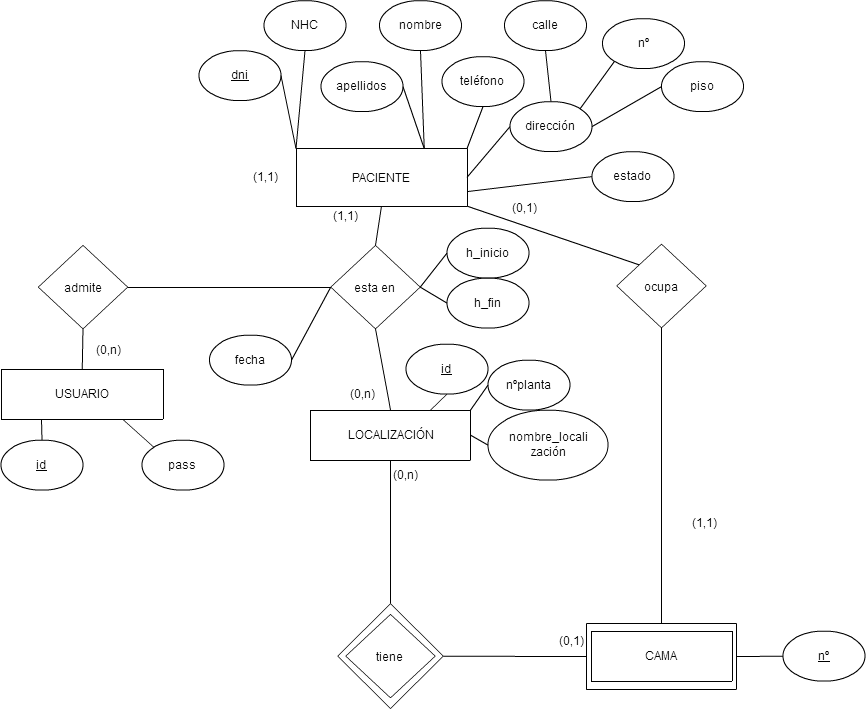 NHC
nombre
calle
nº
dni
apellidos
teléfono
piso
dirección
(1,1)
PACIENTE
estado
(1,1)
(0,1)
h_inicio
admite
esta en
ocupa
h_fin
(0,n)
fecha
id
nºplanta
USUARIO
(0,n)
LOCALIZACIÓN
nombre_locali
zación
id
pass
(0,n)
(1,1)
(0,1)
tiene
CAMA
nº